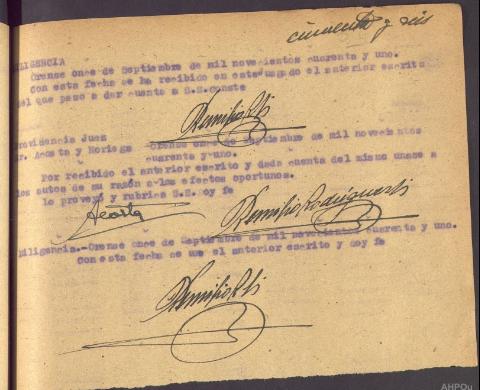 cincuenta y seis
DILIGENCIA
Orense once de Septiembre de mil novecientos cuarenta y uno.
Con esta fecha se ha recibido en este Juzgado el anterior escrito
del que paso a dar cuenta a S.S. conste
Providencia Juez
Sr. Acosta y Noriega -Orense once de septiembre de mil novecientos
cuarenta y uno.
Por recibido el anterior escrito y dada cuenta del mismo unase a
los autos de su razón a los efectos oportunos.
lo proveyó y rubrica S.S. doy fe
Acosta
Diligencia.-Orense once de Septiembre de mil novecientos cuarenta y uno.
Con esta fecha se une el anterior escrito y doy fe
AHPOu